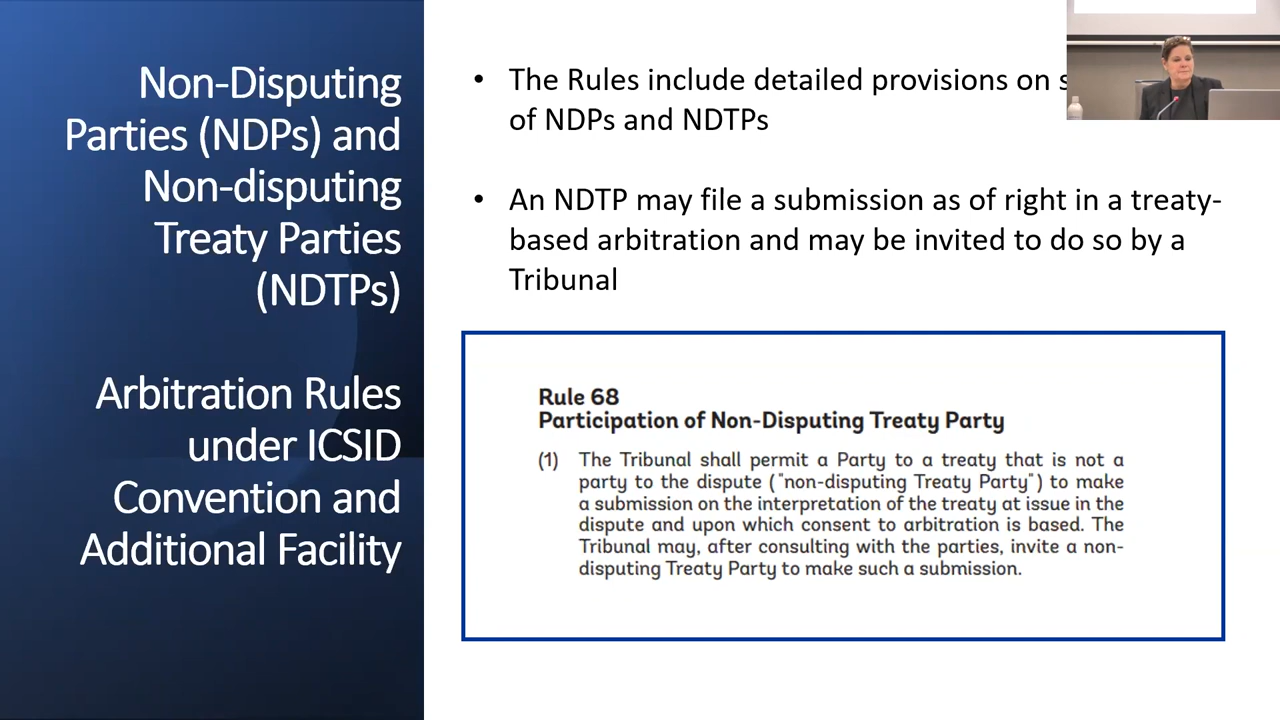 Non-Disputing
Parties (NDPs) and
Non-disputing
Treaty Parties
(NDTPs)
Arbitration Rules
under ICSID
Convention and
Additional Facility
• The Rules include detailed provisions on
of NDPs and NDTPs
• An NDTP may file a submission as of right in a treaty-
based arbitration and may be invited to do so by a
Tribunal
Rule 68
Participation of Non-Disputing Treaty Party
(1) The Tribunal shall permit a Party to a treaty that is not a
party to the dispute ("non-disputing Treaty Party") to make
a submission on the interpretation of the treaty at issue in the
dispute and upon which consent to arbitration is based. The
Tribunal may, after consulting with the parties, invite a non-
disputing Treaty Party to make such a submission.